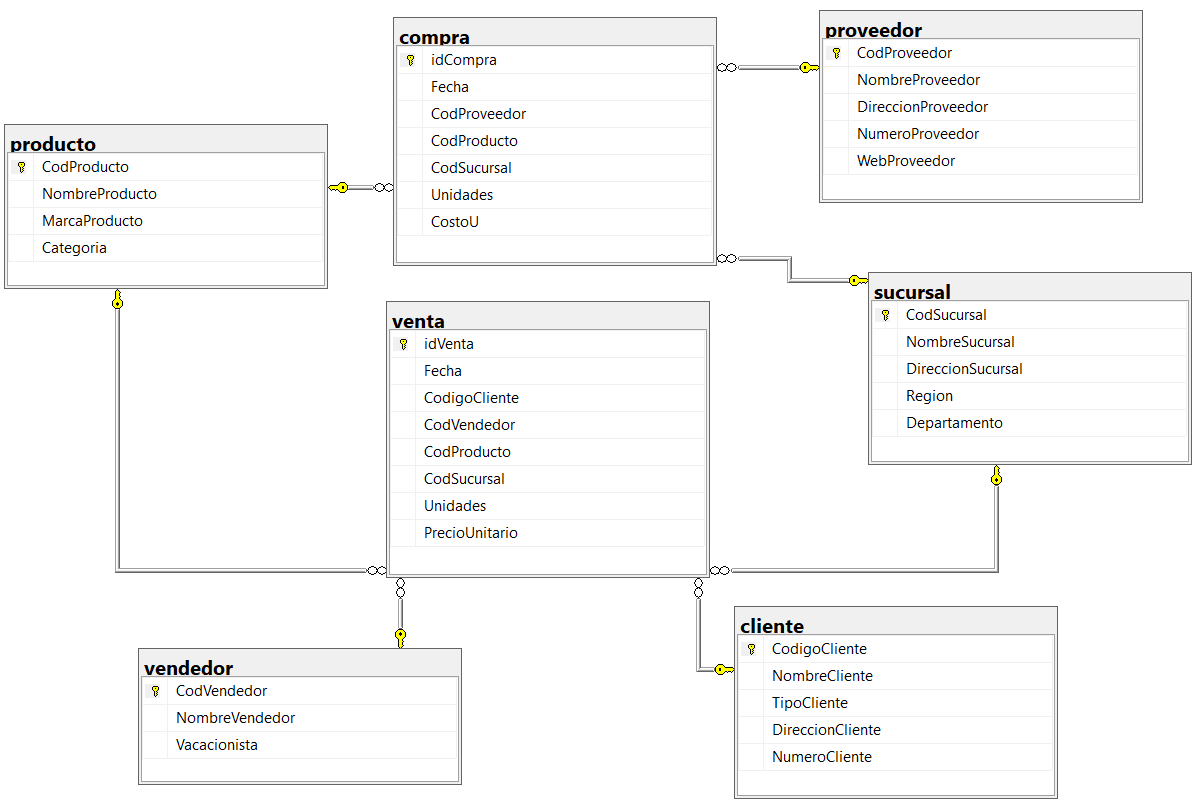 compra
idCompra
Fecha
CodProveedor
CodProducto
CodSucursal
Unidades
CostoU
proveedor
CodProveedor
NombreProveedor
DireccionProveedor
NumeroProveedor
WebProveedor
producto
CodProducto
NombreProducto
MarcaProducto
Categoria
venta
idVenta
Fecha
CodigoCliente
CodVendedor
CodProducto
CodSucursal
Unidades
PrecioUnitario
sucursal
CodSucursal
NombreSucursal
DireccionSucursal
Region
Departamento
vendedor
CodVendedor
NombreVendedor
Vacacionista
cliente
CodigoCliente
NombreCliente
TipoCliente
DireccionCliente
NumeroCliente